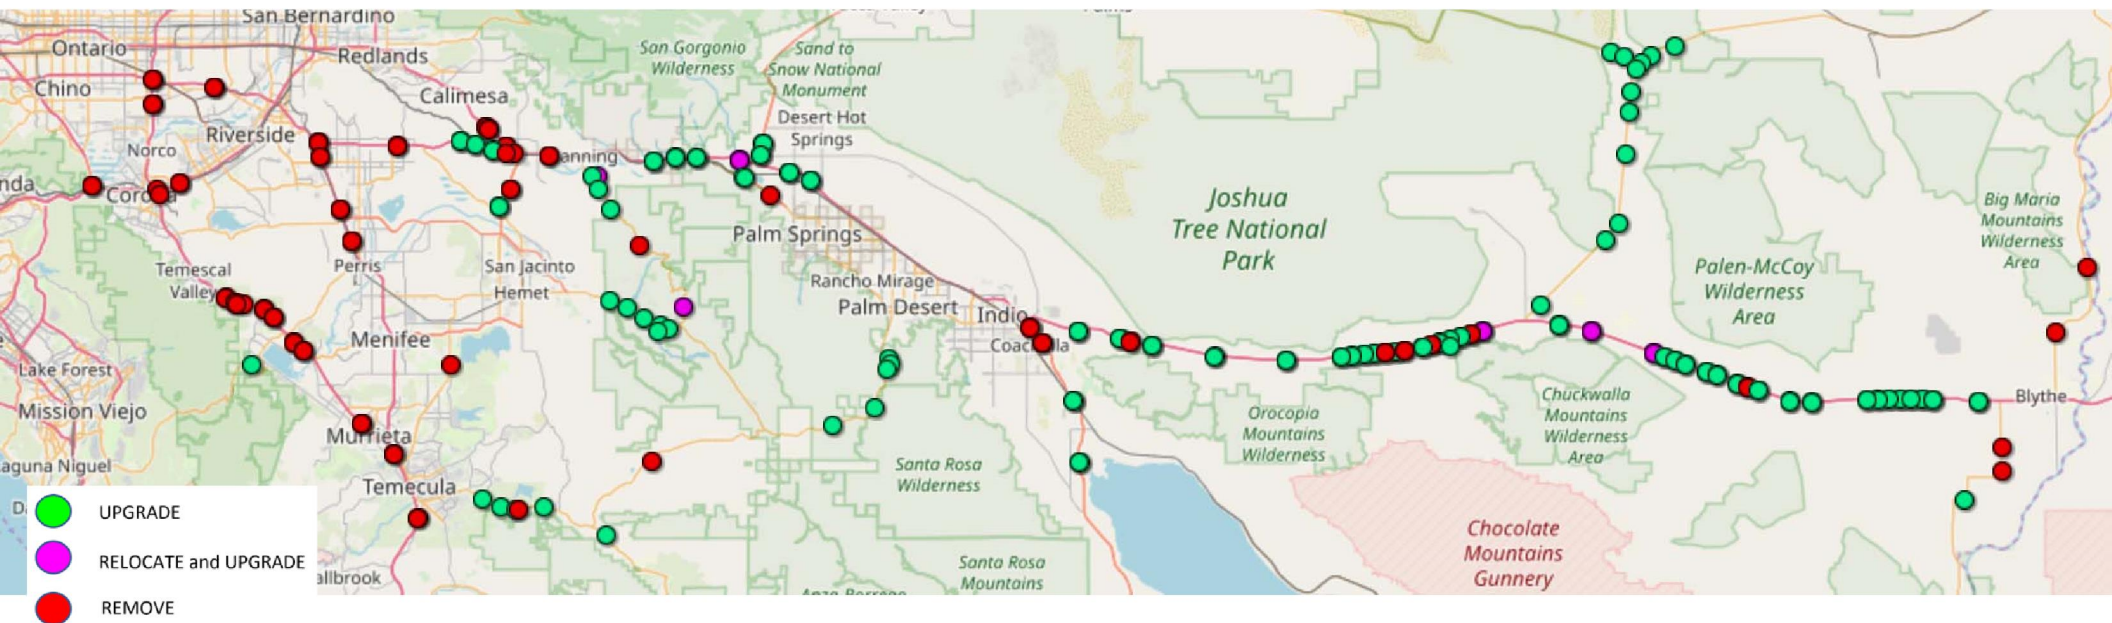 San Bernardino
Ontario
Redlands
San Gorgonio
Wilderness
Sand to
Snow National
Monument
Chino
Calimesa
Desert Hot
Springs
Riverside
Norco
anning
nda
Corona
Joshua
Tree National
Park
Big Maria
Mountains
Wilderness
Area
Palm Springs
Temescal
Valley
Perris
San Jacinto
Hemet
Rancho Mirage
Palm Desert
Palen-McCoy
Wilderness
Area
Indio
Coachella
Menifee
Lake Forest
Mission Viejo
Chuckwalla
Mountains
Wilderness
Area
Blythe
Orocopia
Mountains
Wilderness
Murrieta
aguna Niguel
Temecula
Santa Rosa
Wilderness
Chocolate
Mountains
Gunnery
Santa Rosa
Mountains
allbrook
UPGRADE
RELOCATE and UPGRADE
REMOVE